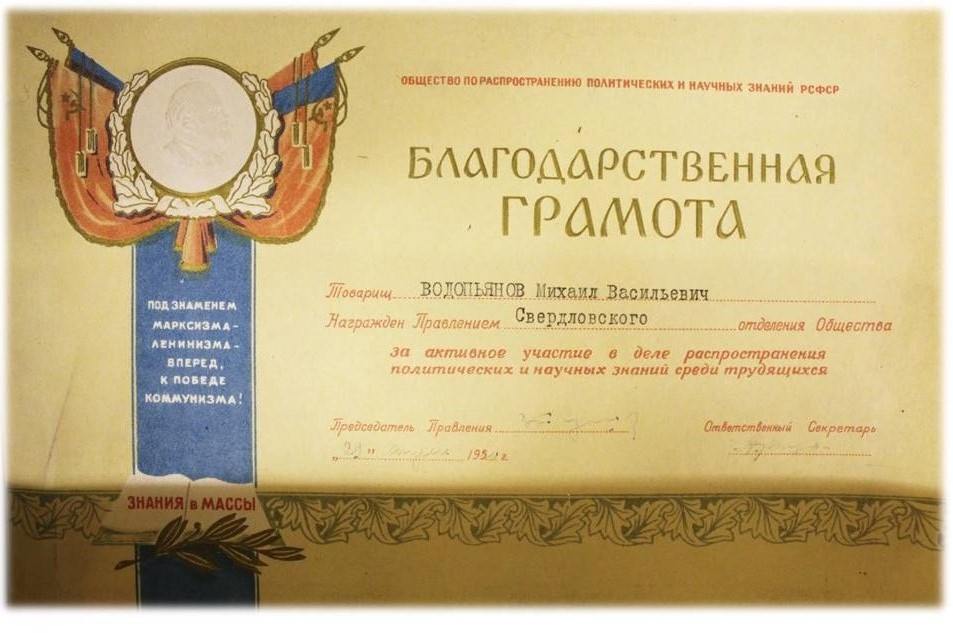 ОБЩЕСТВО ПО РАСПРОСТРАНЕНИЮ ПОЛИТИЧЕСКИХ И НАУЧНЫХ ЗНАНИЙ РСФСР
БЛАГОДАРСТВЕННАЯ
ГРАМОТА
Товарищ ВОДОПЬЯНОВ Михаил Васильевич
Награжден Правлением Свердловского отделения Общества
за активное участие в деле распространения
политических и научных знаний среди трудящихся
Председатель Правления
Ответственный Секретарь
195 г.
ПОД ЗНАМЕНЕМ
МАРКСИЗМА-
ЛЕНИНИЗМА-
ВПЕРЕД,
К ПОБЕДЕ
КОММУНИЗМА!
ЗНАНИЯ в МАССЫ